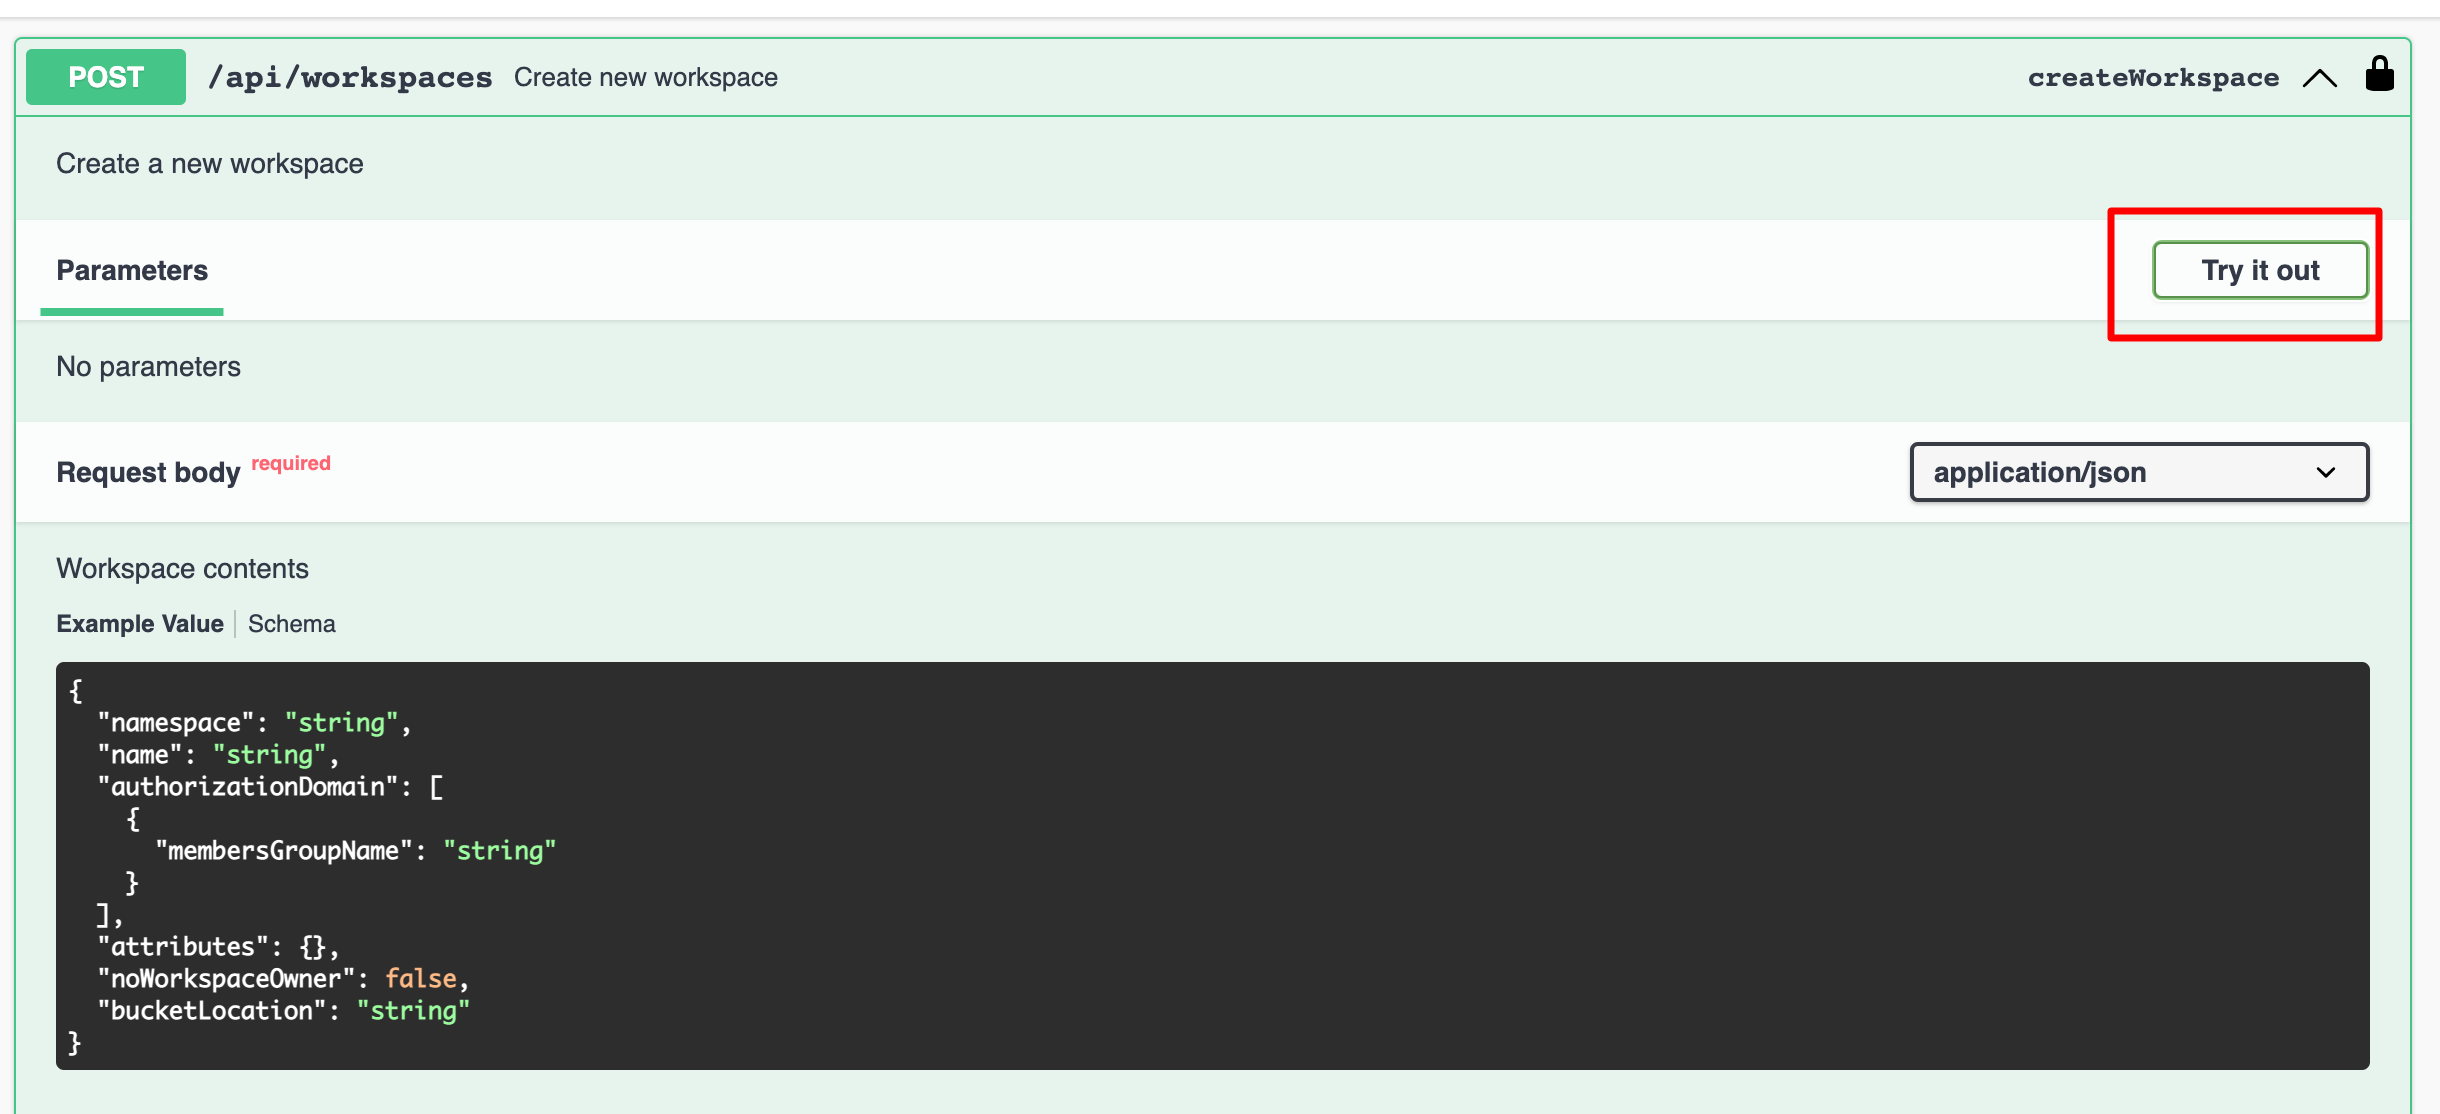 POST /api/workspaces Create new workspace createWorkspace
Create a new workspace
Parameters Try it out
No parameters
Request body required application/json
Workspace contents
Example Value Schema
{
  "namespace": "string",
  "name": "string",
  "authorizationDomain": [
    {
      "membersGroupName": "string"
    }
  ],
  "attributes": {},
  "noWorkspaceOwner": false,
  "bucketLocation": "string"
}